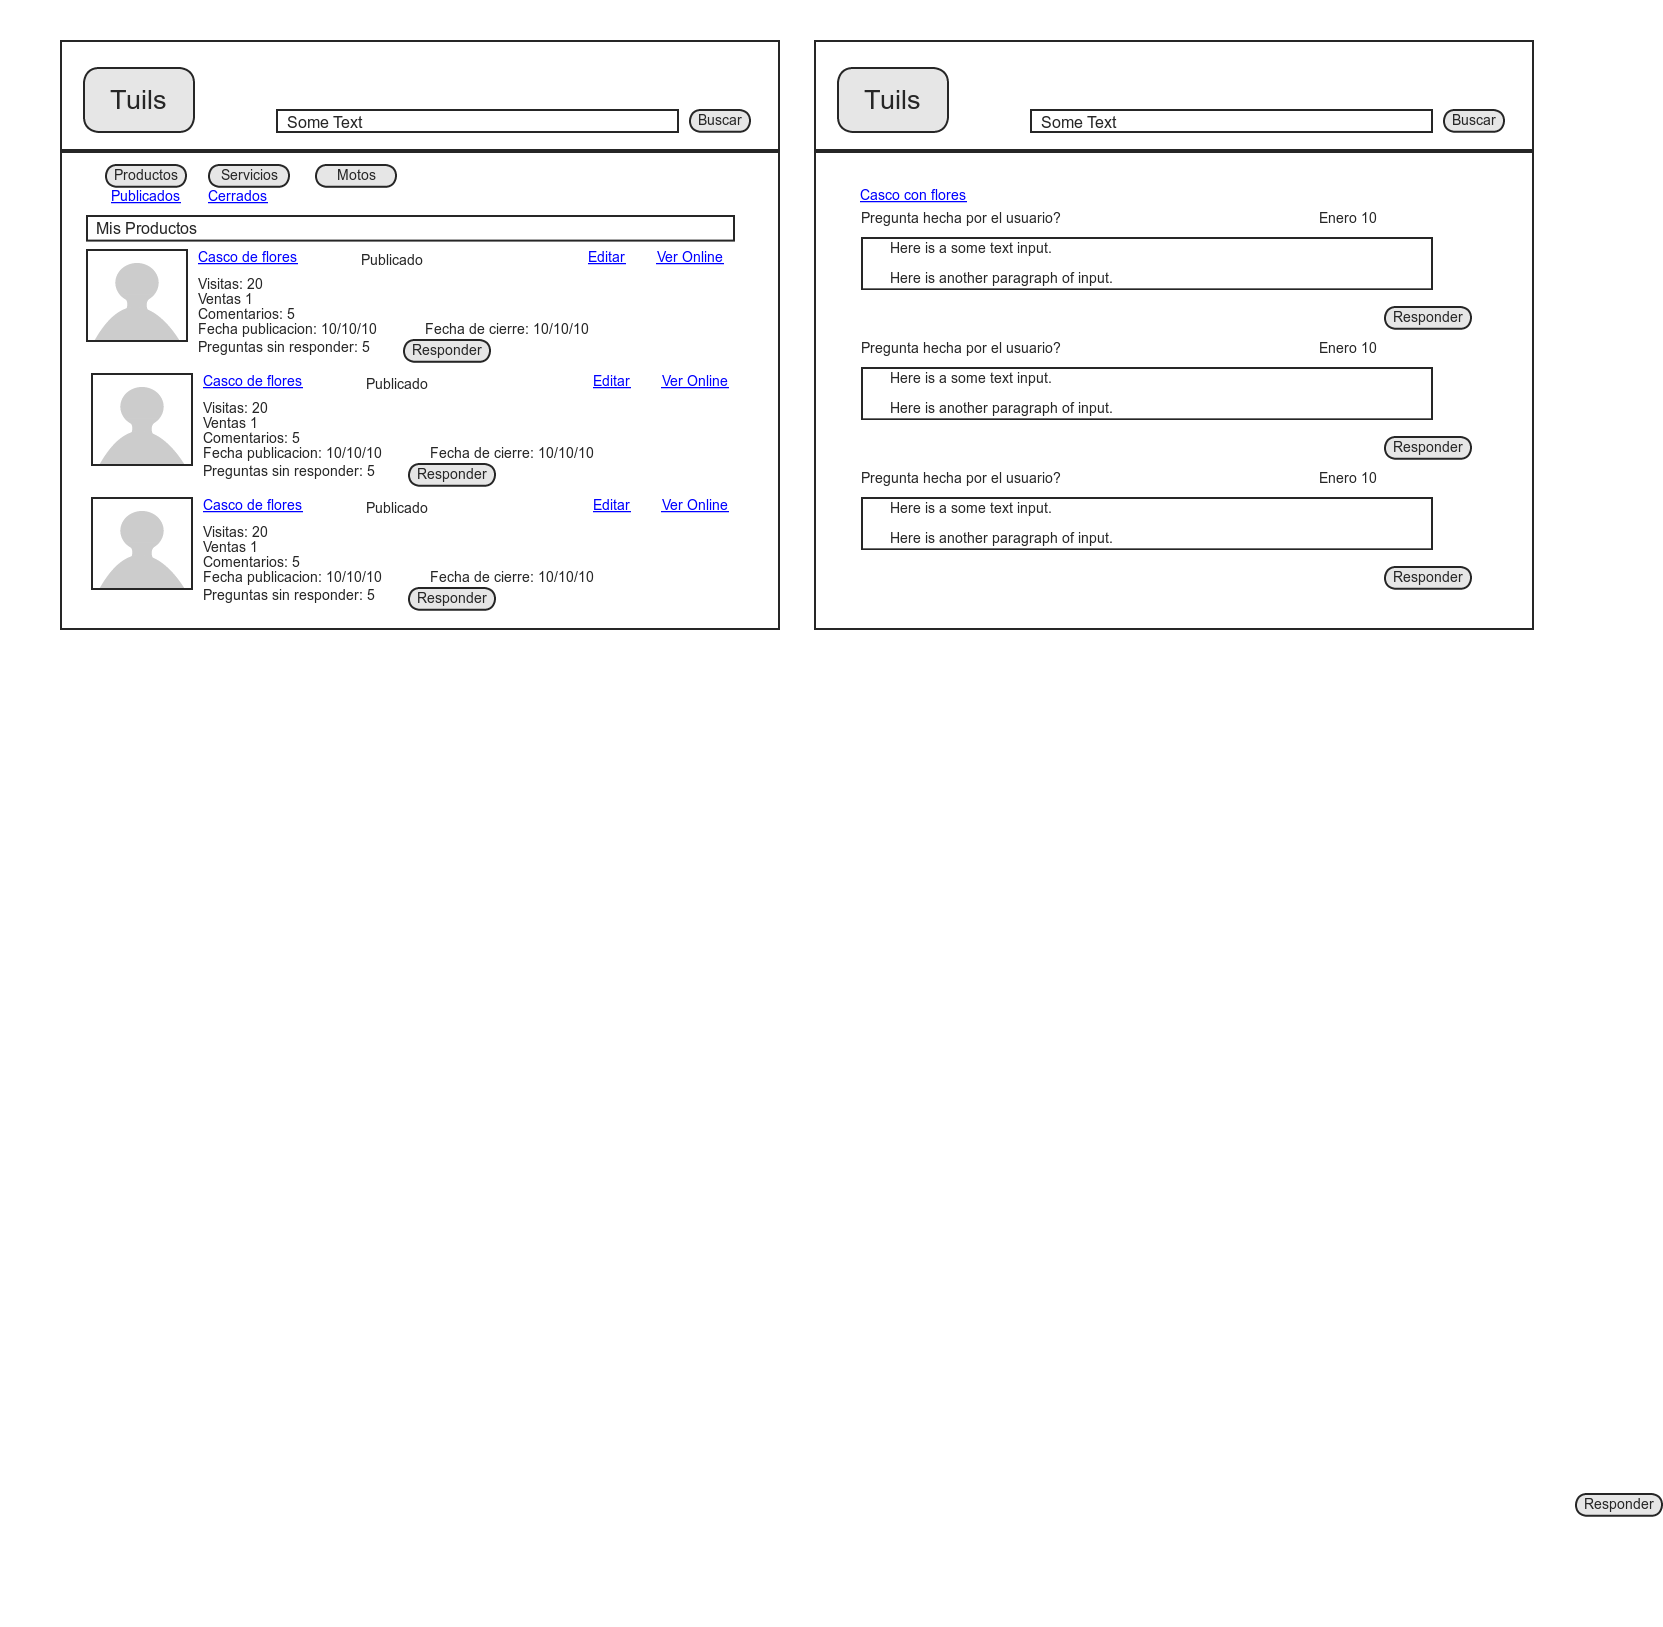 Tuils
Some Text
Buscar
Productos Servicios Motos
Publicados Cerrados
Mis Productos
Casco de flores Publicado Editar Ver Online
Visitas: 20
Ventas 1
Comentarios: 5
Fecha publicacion: 10/10/10 Fecha de cierre: 10/10/10
Preguntas sin responder: 5 Responder
Casco de flores Publicado Editar Ver Online
Visitas: 20
Ventas 1
Comentarios: 5
Fecha publicacion: 10/10/10 Fecha de cierre: 10/10/10
Preguntas sin responder: 5 Responder
Casco de flores Publicado Editar Ver Online
Visitas: 20
Ventas 1
Comentarios: 5
Fecha publicacion: 10/10/10 Fecha de cierre: 10/10/10
Preguntas sin responder: 5 Responder
Tuils
Some Text
Buscar
Casco con flores
Pregunta hecha por el usuario? Enero 10
Here is a some text input.
Here is another paragraph of input.
Responder
Pregunta hecha por el usuario? Enero 10
Here is a some text input.
Here is another paragraph of input.
Responder
Pregunta hecha por el usuario? Enero 10
Here is a some text input.
Here is another paragraph of input.
Responder
Responder